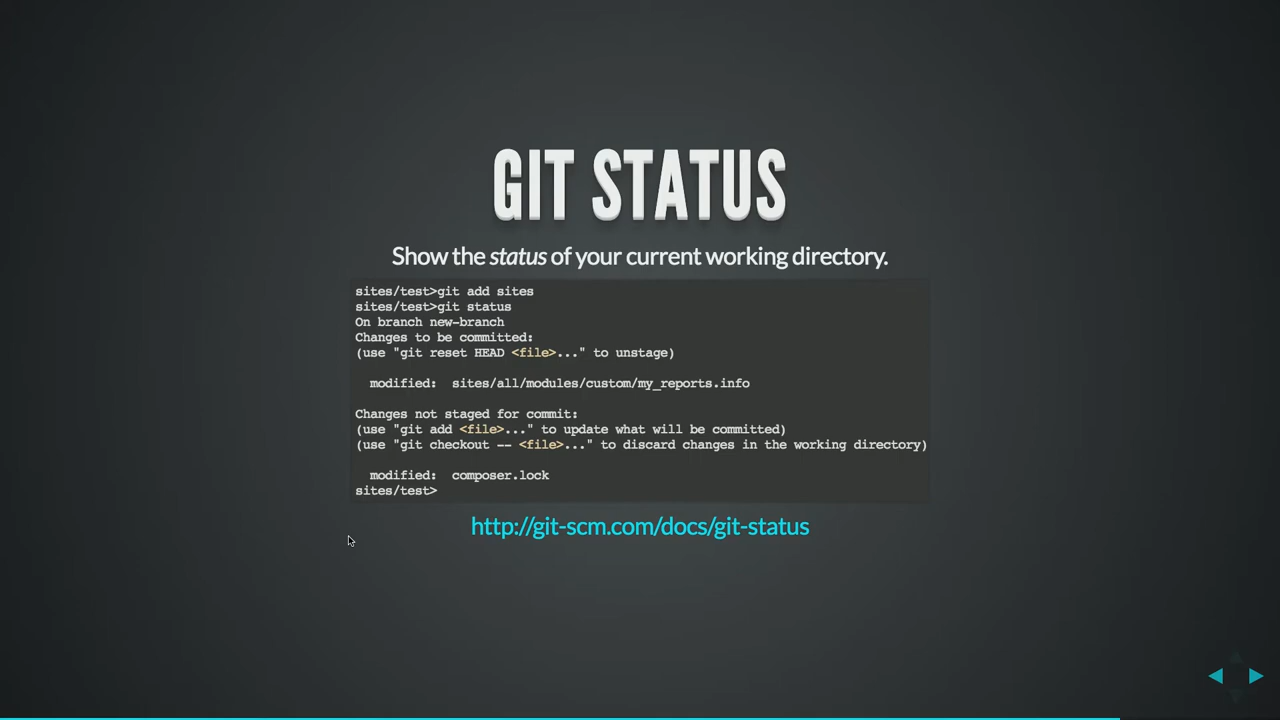 GIT STATUS
Show the status of your current working directory.
sites/test>git add sites
sites/test>git status
On branch new-branch
Changes to be committed:
(use "git reset HEAD <file>..." to unstage)
modified:  sites/all/modules/custom/my_reports.info
Changes not staged for commit:
(use "git add <file>..." to update what will be committed)
(use "git checkout -- <file>..." to discard changes in the working directory)
modified:  composer.lock
sites/test>
http://git-scm.com/docs/git-status